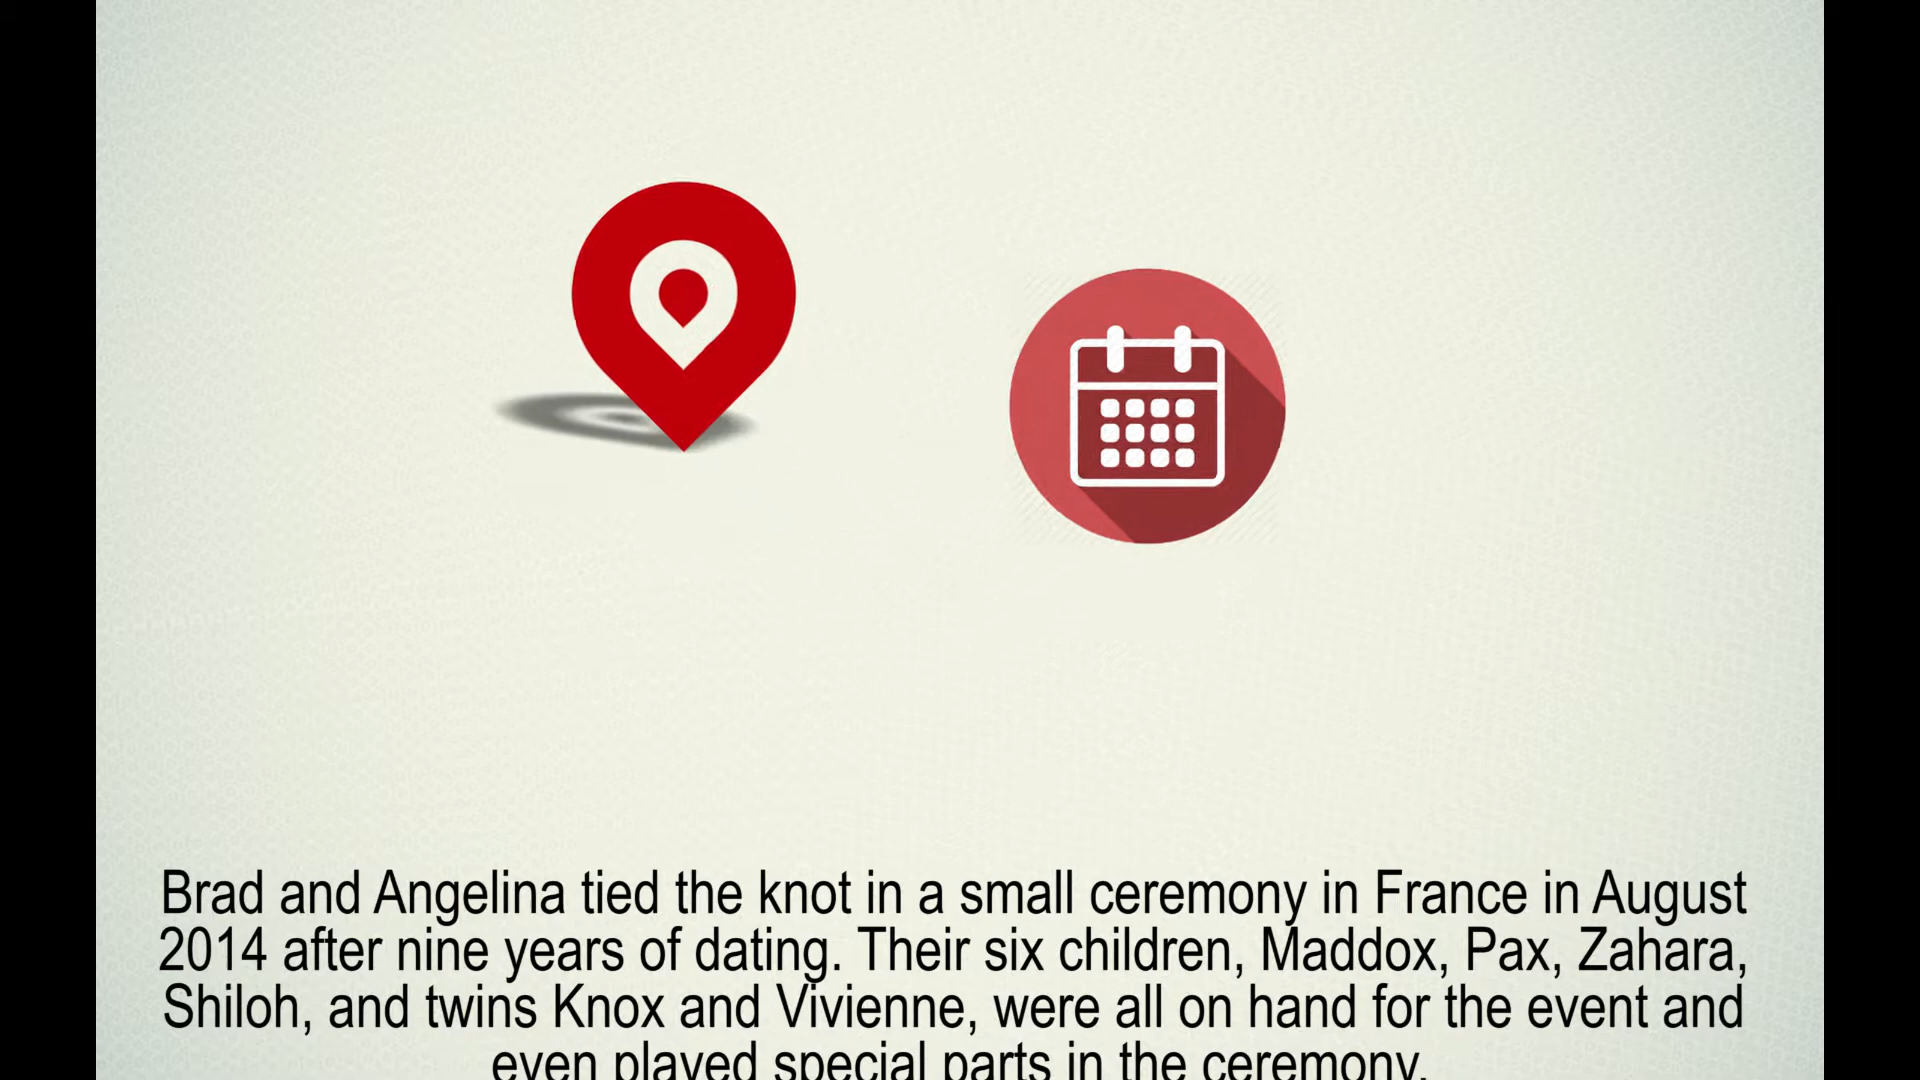 Brad and Angelina tied the knot in a small ceremony in France in August
2014 after nine years of dating. Their six children, Maddox, Pax, Zahara,
Shiloh, and twins Knox and Vivienne, were all on hand for the event and
even played special parts in the ceremony.